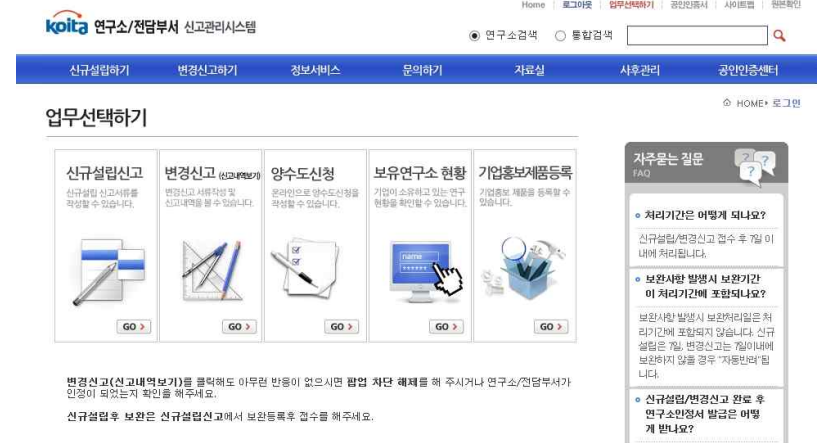 Home 로그아웃 업무선택하기 공인인증서 사이트맵 원본확인
koita 연구소/전담부서 신고관리시스템
연구소검색 통합검색
신규설립하기 변경신고하기 정보서비스 문의하기 자료실 사후관리 공인인증센터
HOME 로그인
업무선택하기
신규설립신고
신규설립 신고서류를
작성할 수 있습니다.
GO
변경신고 (신고내역보기)
변경신고 서류작성 및
신고내역을 볼 수 있습니다.
GO
양수도신청
온라인으로 양수도신청을
작성할 수 있습니다.
GO
보유연구소 현황
기업이 소유하고 있는 연구
현황을 확인할 수 있습니다.
name
******
GO
기업홍보제품등록
기업홍보 제품을 등록할 수
있습니다.
GO
변경신고(신고내역보기)를 클릭해도 아무런 반응이 없으시면 팝업 차단 해제를 해 주시거나 연구소/전담부서가
인정이 되었는지 확인을 해주세요.
신규설립후 보완은 신규설립신고에서 보완등록후 접수를 해주세요.
자주묻는 질문
FAQ
처리기간은 어떻게 되나요?
신규설립/변경신고 접수 후 7일 이
내에 처리됩니다.
보완사항 발생시 보완기간
이 처리기간에 포함되나요?
보완사항 발생시 보완처리일은 처
리기간에 포함되지 않습니다. 신규
설립은 7일, 변경신고는 7일이내에
보완하지 않을 경우 "자동반려"됩
니다.
신규설립/변경신고 완료 후
연구소인정서 발급은 어떻
게 받나요?